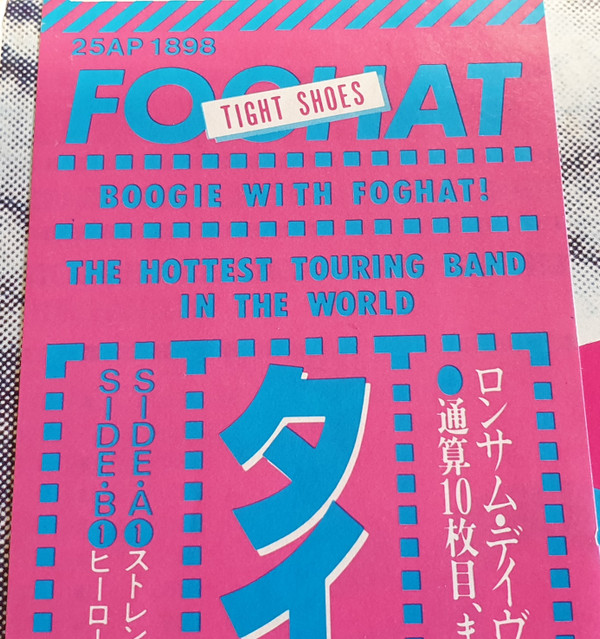 25AP 1898
FOGHAT
TIGHT SHOES
BOOGIE WITH FOGHAT!
THE HOTTEST TOURING BAND
IN THE WORLD
ロンサム・デイヴ
●通算10枚目、ま
タイ
SIDE・A❶ストレン
SIDE・B❶ヒーロー